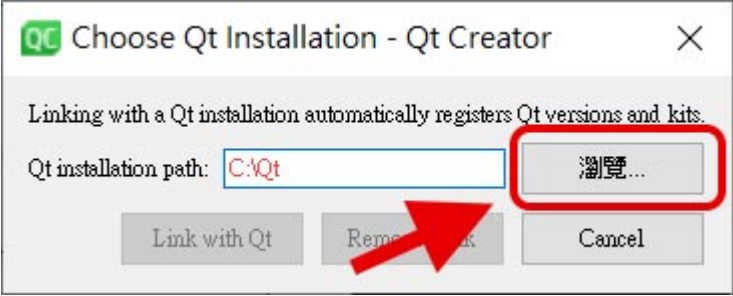 QC Choose Qt Installation - Qt Creator
Linking with a Qt installation automatically registers Qt versions and kits.
Qt installation path: C:\Qt 瀏覽...
Link with Qt Cancel